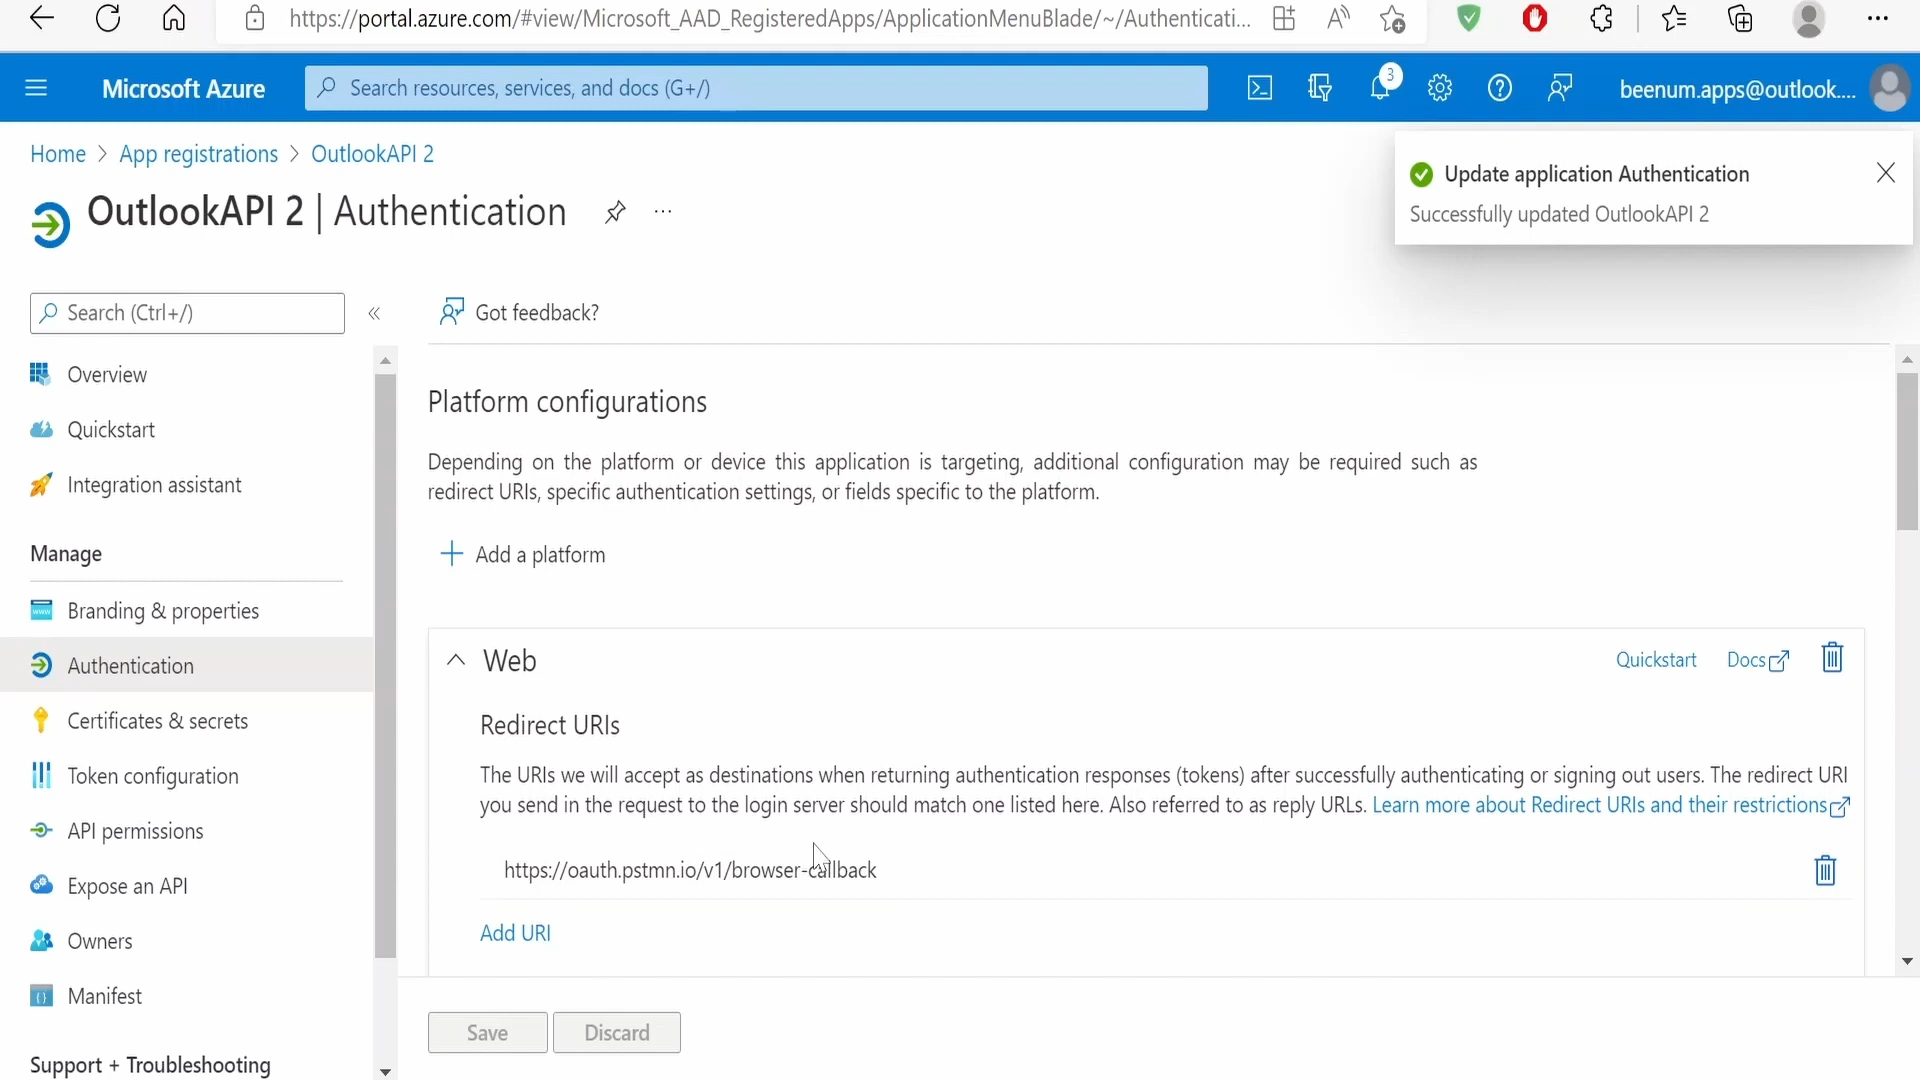 https://portal.azure.com/#view/Microsoft_AAD_RegisteredApps/ApplicationMenuBlade/~/Authenticati...
Microsoft Azure
Search resources, services, and docs (G+/)
3
beenum.apps@outlook....
Home > App registrations > OutlookAPI 2
Update application Authentication
Successfully updated OutlookAPI 2
OutlookAPI 2 | Authentication
Search (Ctrl+/)
Got feedback?
Overview
Quickstart
Integration assistant
Manage
Branding & properties
Authentication
Certificates & secrets
Token configuration
API permissions
Expose an API
Owners
Manifest
Support + Troubleshooting
Platform configurations
Depending on the platform or device this application is targeting, additional configuration may be required such as
redirect URIs, specific authentication settings, or fields specific to the platform.
Add a platform
Web
Quickstart
Docs
Redirect URIs
The URIs we will accept as destinations when returning authentication responses (tokens) after successfully authenticating or signing out users. The redirect URI
you send in the request to the login server should match one listed here. Also referred to as reply URLs. Learn more about Redirect URIs and their restrictions
https://oauth.pstmn.io/v1/browser-callback
Add URI
Save
Discard